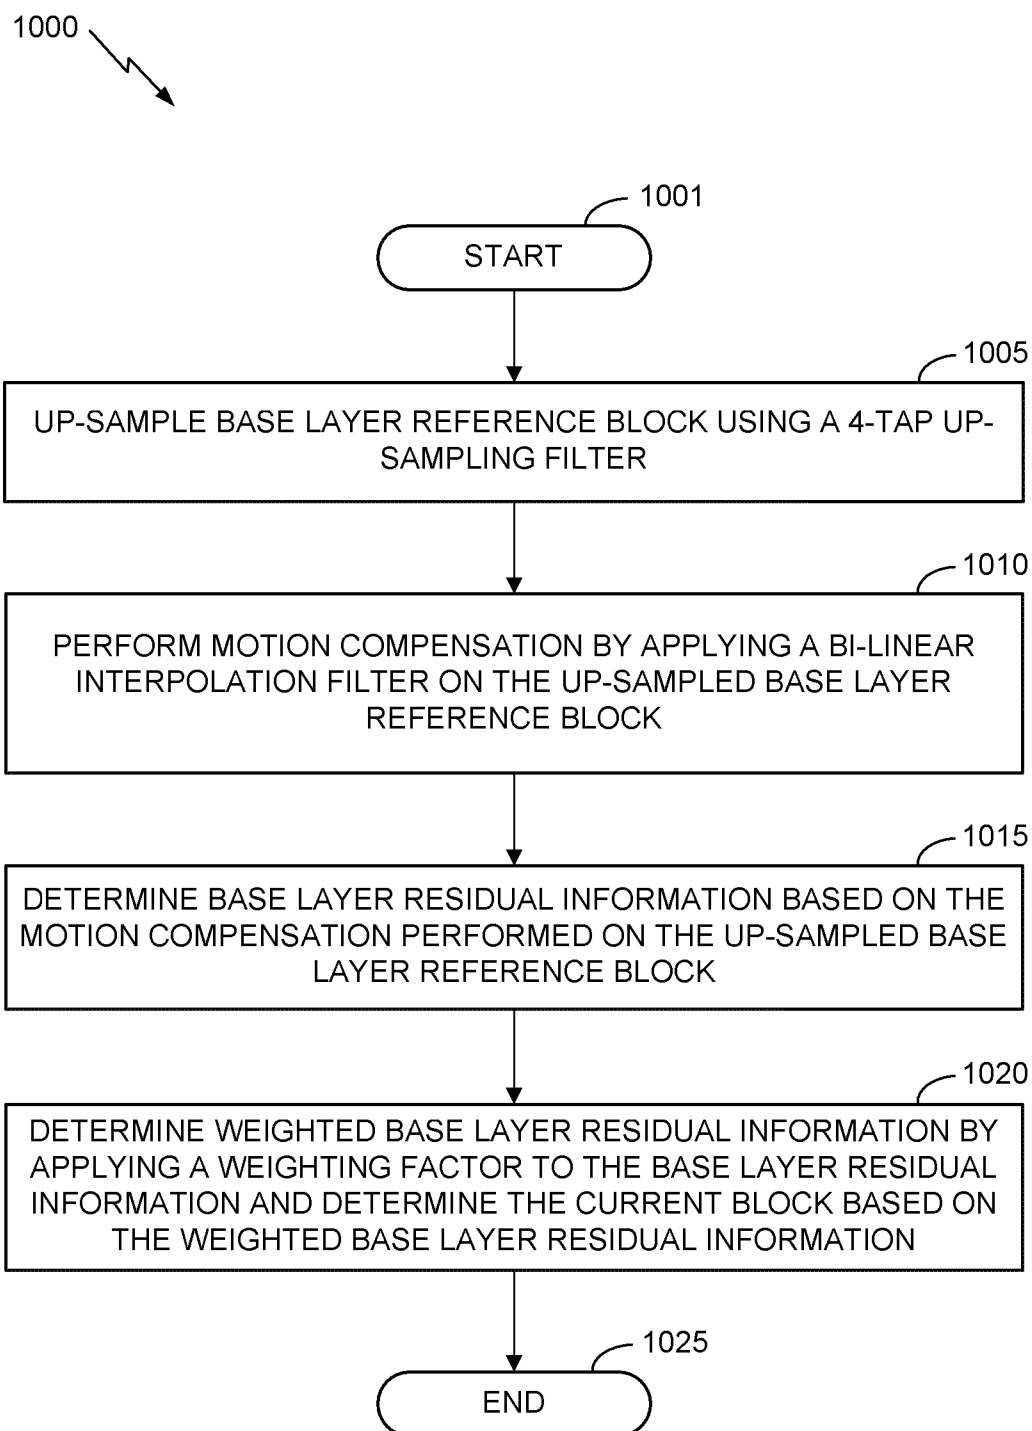 1000
1001
START
1005
UP-SAMPLE BASE LAYER REFERENCE BLOCK USING A 4-TAP UP-
SAMPLING FILTER
1010
PERFORM MOTION COMPENSATION BY APPLYING A BI-LINEAR
INTERPOLATION FILTER ON THE UP-SAMPLED BASE LAYER
REFERENCE BLOCK
1015
DETERMINE BASE LAYER RESIDUAL INFORMATION BASED ON THE
MOTION COMPENSATION PERFORMED ON THE UP-SAMPLED BASE
LAYER REFERENCE BLOCK
1020
DETERMINE WEIGHTED BASE LAYER RESIDUAL INFORMATION BY
APPLYING A WEIGHTING FACTOR TO THE BASE LAYER RESIDUAL
INFORMATION AND DETERMINE THE CURRENT BLOCK BASED ON
THE WEIGHTED BASE LAYER RESIDUAL INFORMATION
1025
END